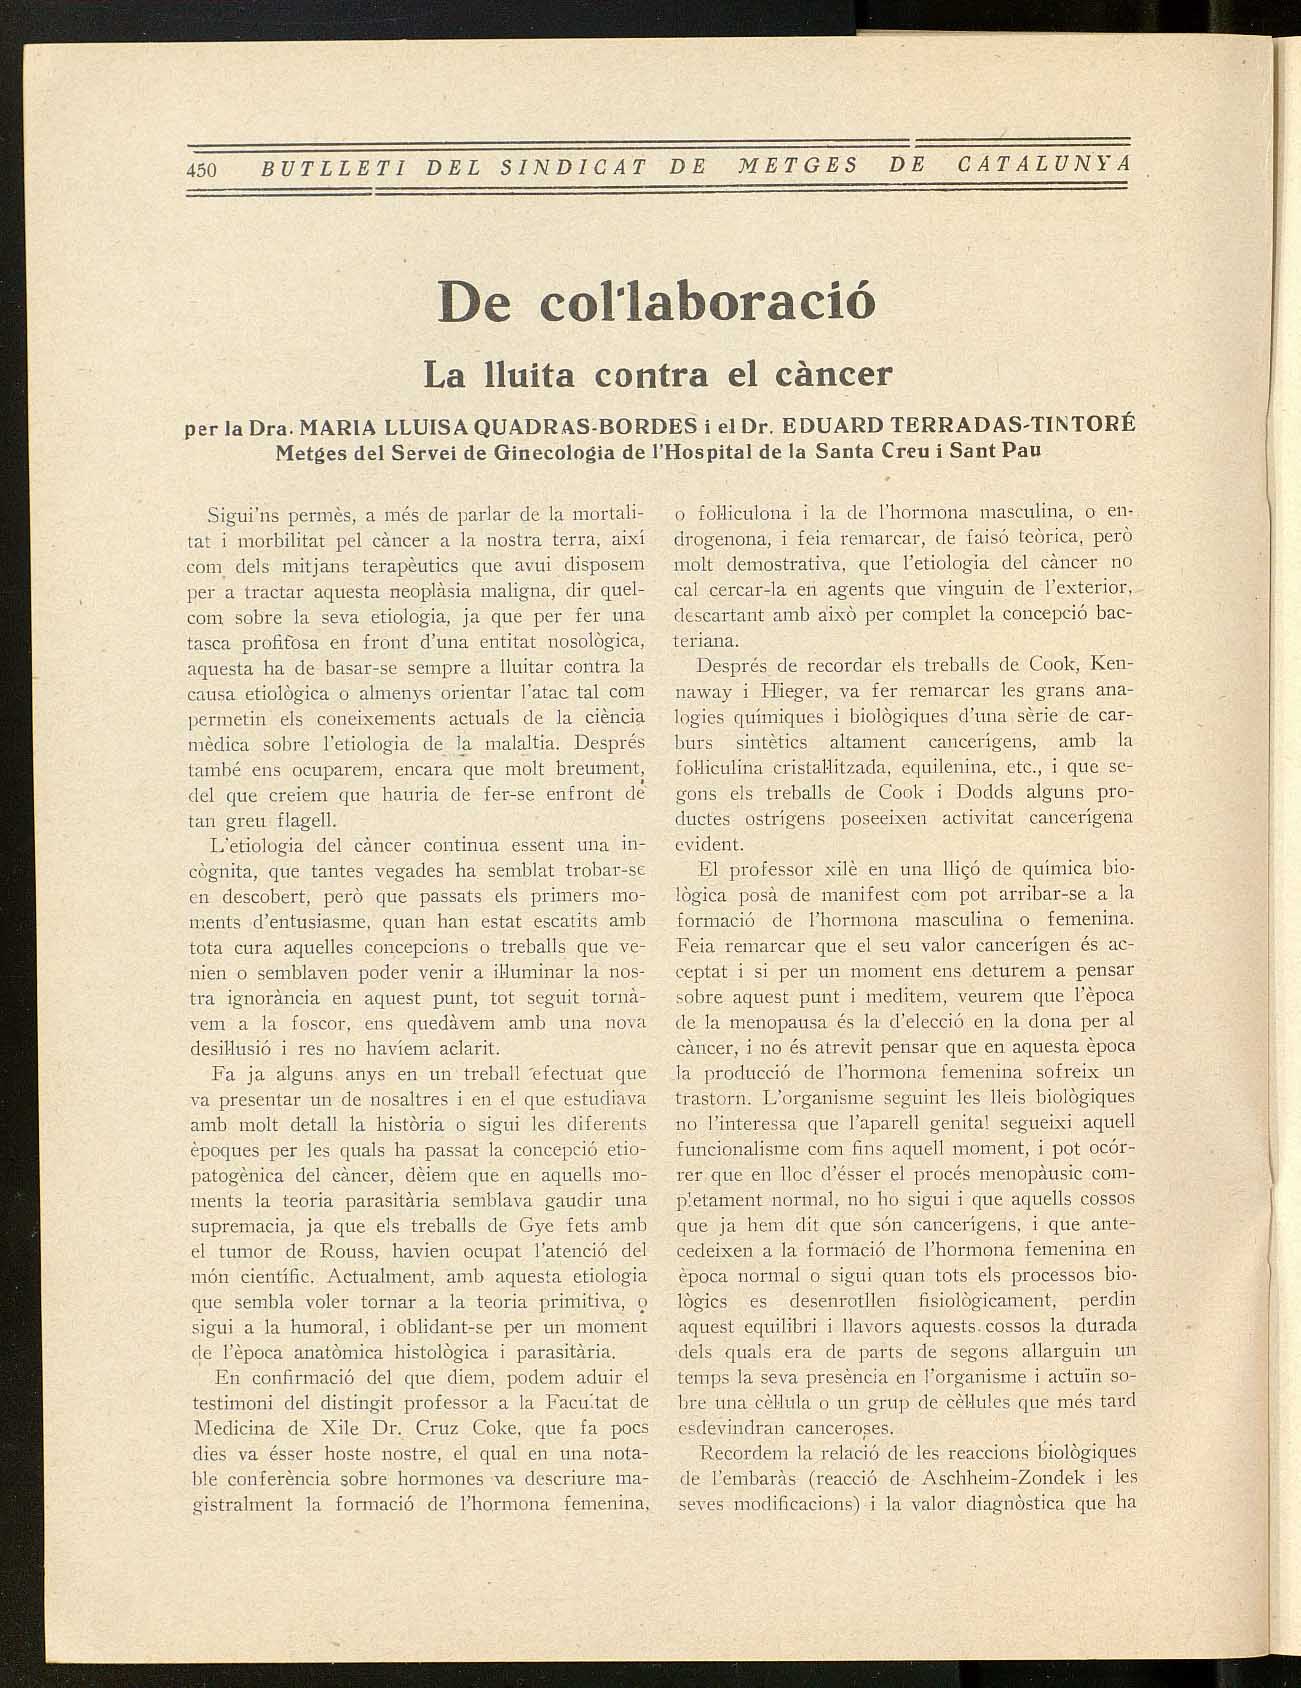 450 BUTLLETI DEL SINDICAT DE METGES DE CATALUNYA
De col·laboració
La lluita contra el càncer
per la Dra. MARIA LLUISA QUADRAS-BORDES i el Dr. EDUARD TERRADAS-TINTORÉ
Metges del Servei de Ginecologia de l'Hospital de la Santa Creu i Sant Pau
Sigui'ns permès, a més de parlar de la mortali-
tat i morbilitat pel càncer a la nostra terra, així
com dels mitjans terapèutics que avui disposem
per a tractar aquesta neoplàsia maligna, dir quel-
com sobre la seva etiologia, ja que per fer una
tasca profitosa en front d'una entitat nosològica,
aquesta ha de basar-se sempre a lluitar contra la
causa etiològica o almenys orientar l'atac tal com
permetin els coneixements actuals de la ciència
mèdica sobre l'etiologia de la malaltia. Després
també ens ocuparem, encara que molt breument,
del que creiem que hauria de fer-se enfront de
tan greu flagell.
L'etiologia del càncer continua essent una in-
cògnita, que tantes vegades ha semblat trobar-se
en descobert, però que passats els primers mo-
ments d'entusiasme, quan han estat escatits amb
tota cura aquelles concepcions o treballs que ve-
nien o semblaven poder venir a il·luminar la nos-
tra ignorància en aquest punt, tot seguit tornà-
vem a la foscor, ens quedàvem amb una nova
desil·lusió i res no havíem aclarit.
Fa ja alguns anys en un treball efectuat que
va presentar un de nosaltres i en el que estudiava
amb molt detall la història o sigui les diferents
èpoques per les quals ha passat la concepció etio-
patogènica del càncer, dèiem que en aquells mo-
ments la teoria parasitària semblava gaudir una
supremacia, ja que els treballs de Gye fets amb
el tumor de Rouss, havien ocupat l'atenció del
món científic. Actualment, amb aquesta etiologia
que sembla voler tornar a la teoria primitiva, o
sigui a la humoral, i oblidant-se per un moment
de l'època anatòmica histològica i parasitària.
En confirmació del que diem, podem aduir el
testimoni del distingit professor a la Facultat de
Medicina de Xile Dr. Cruz Coke, que fa pocs
dies va ésser hoste nostre, el qual en una nota-
ble conferència sobre hormones va descriure ma-
gistralment la formació de l'hormona femenina,
o fol·liculona i la de l'hormona masculina, o en-
drogenona, i feia remarcar, de faisó teòrica, però
molt demostrativa, que l'etiologia del càncer no
cal cercar-la en agents que vinguin de l'exterior,
descartant amb això per complet la concepció bac-
teriana.
Després de recordar els treballs de Cook, Ken-
naway i Hlieger, va fer remarcar les grans ana-
logies químiques i biològiques d'una sèrie de car-
burs sintètics altament cancerígens, amb la
fol·liculina cristal·litzada, equilenina, etc., i que se-
gons els treballs de Cook i Dodds alguns pro-
ductes ostrígens poseeixen activitat cancerígena
evident.
El professor xilè en una lliçó de química bio-
lògica posà de manifest com pot arribar-se a la
formació de l'hormona masculina o femenina.
Feia remarcar que el seu valor cancerígen és ac-
ceptat i si per un moment ens deturem a pensar
sobre aquest punt i meditem, veurem que l'època
de la menopausa és la d'elecció en la dona per al
càncer, i no és atrevit pensar que en aquesta època
la producció de l'hormona femenina sofreix un
trastorn. L'organisme seguint les lleis biològiques
no l'interessa que l'aparell genital segueixi aquell
funcionalisme com fins aquell moment, i pot ocór-
rer que en lloc d'ésser el procés menopàusic com-
pletament normal, no ho sigui i que aquells cossos
que ja hem dit que són cancerígens, i que ante-
cedeixen a la formació de l'hormona femenina en
època normal o sigui quan tots els processos bio-
lògics es desenrotllen fisiològicament, perdin
aquest equilibri i llavors aquests cossos la durada
dels quals era de parts de segons allarguin un
temps la seva presència en l'organisme i actuïn so-
bre una cèl·lula o un grup de cèl·lules que més tard
esdevindran canceroses.
Recordem la relació de les reaccions biològiques
de l'embaràs (reacció de Aschheim-Zondek i les
seves modificacions) i la valor diagnòstica que ha